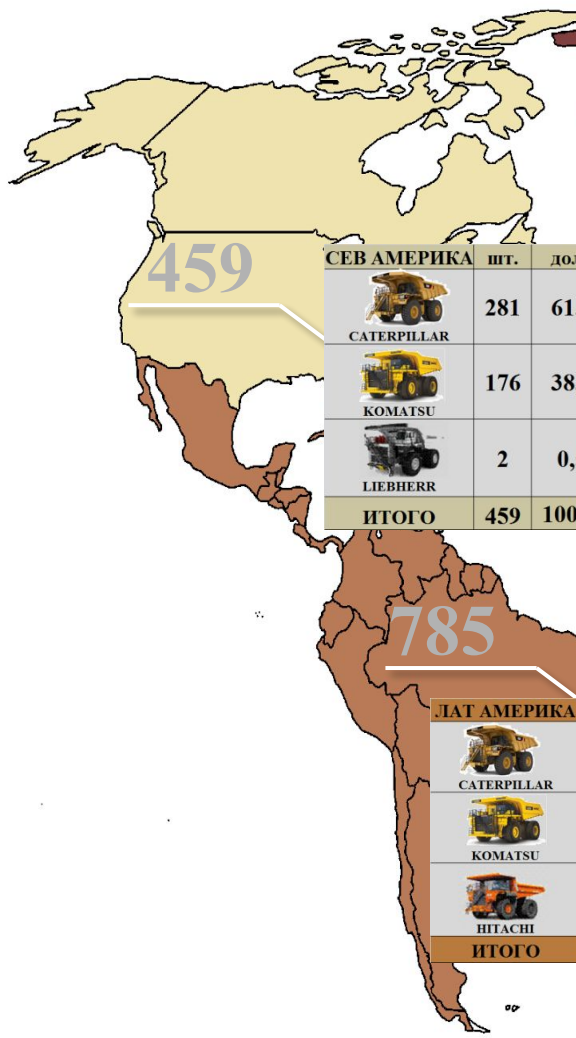 459
СЕВ АМЕРИКА шт.
CATERPILLAR 281
KOMATSU 176
LIEBHERR 2
ИТОГО 459
785
ЛАТ АМЕРИКА
CATERPILLAR
KOMATSU
HITACHI
ИТОГО